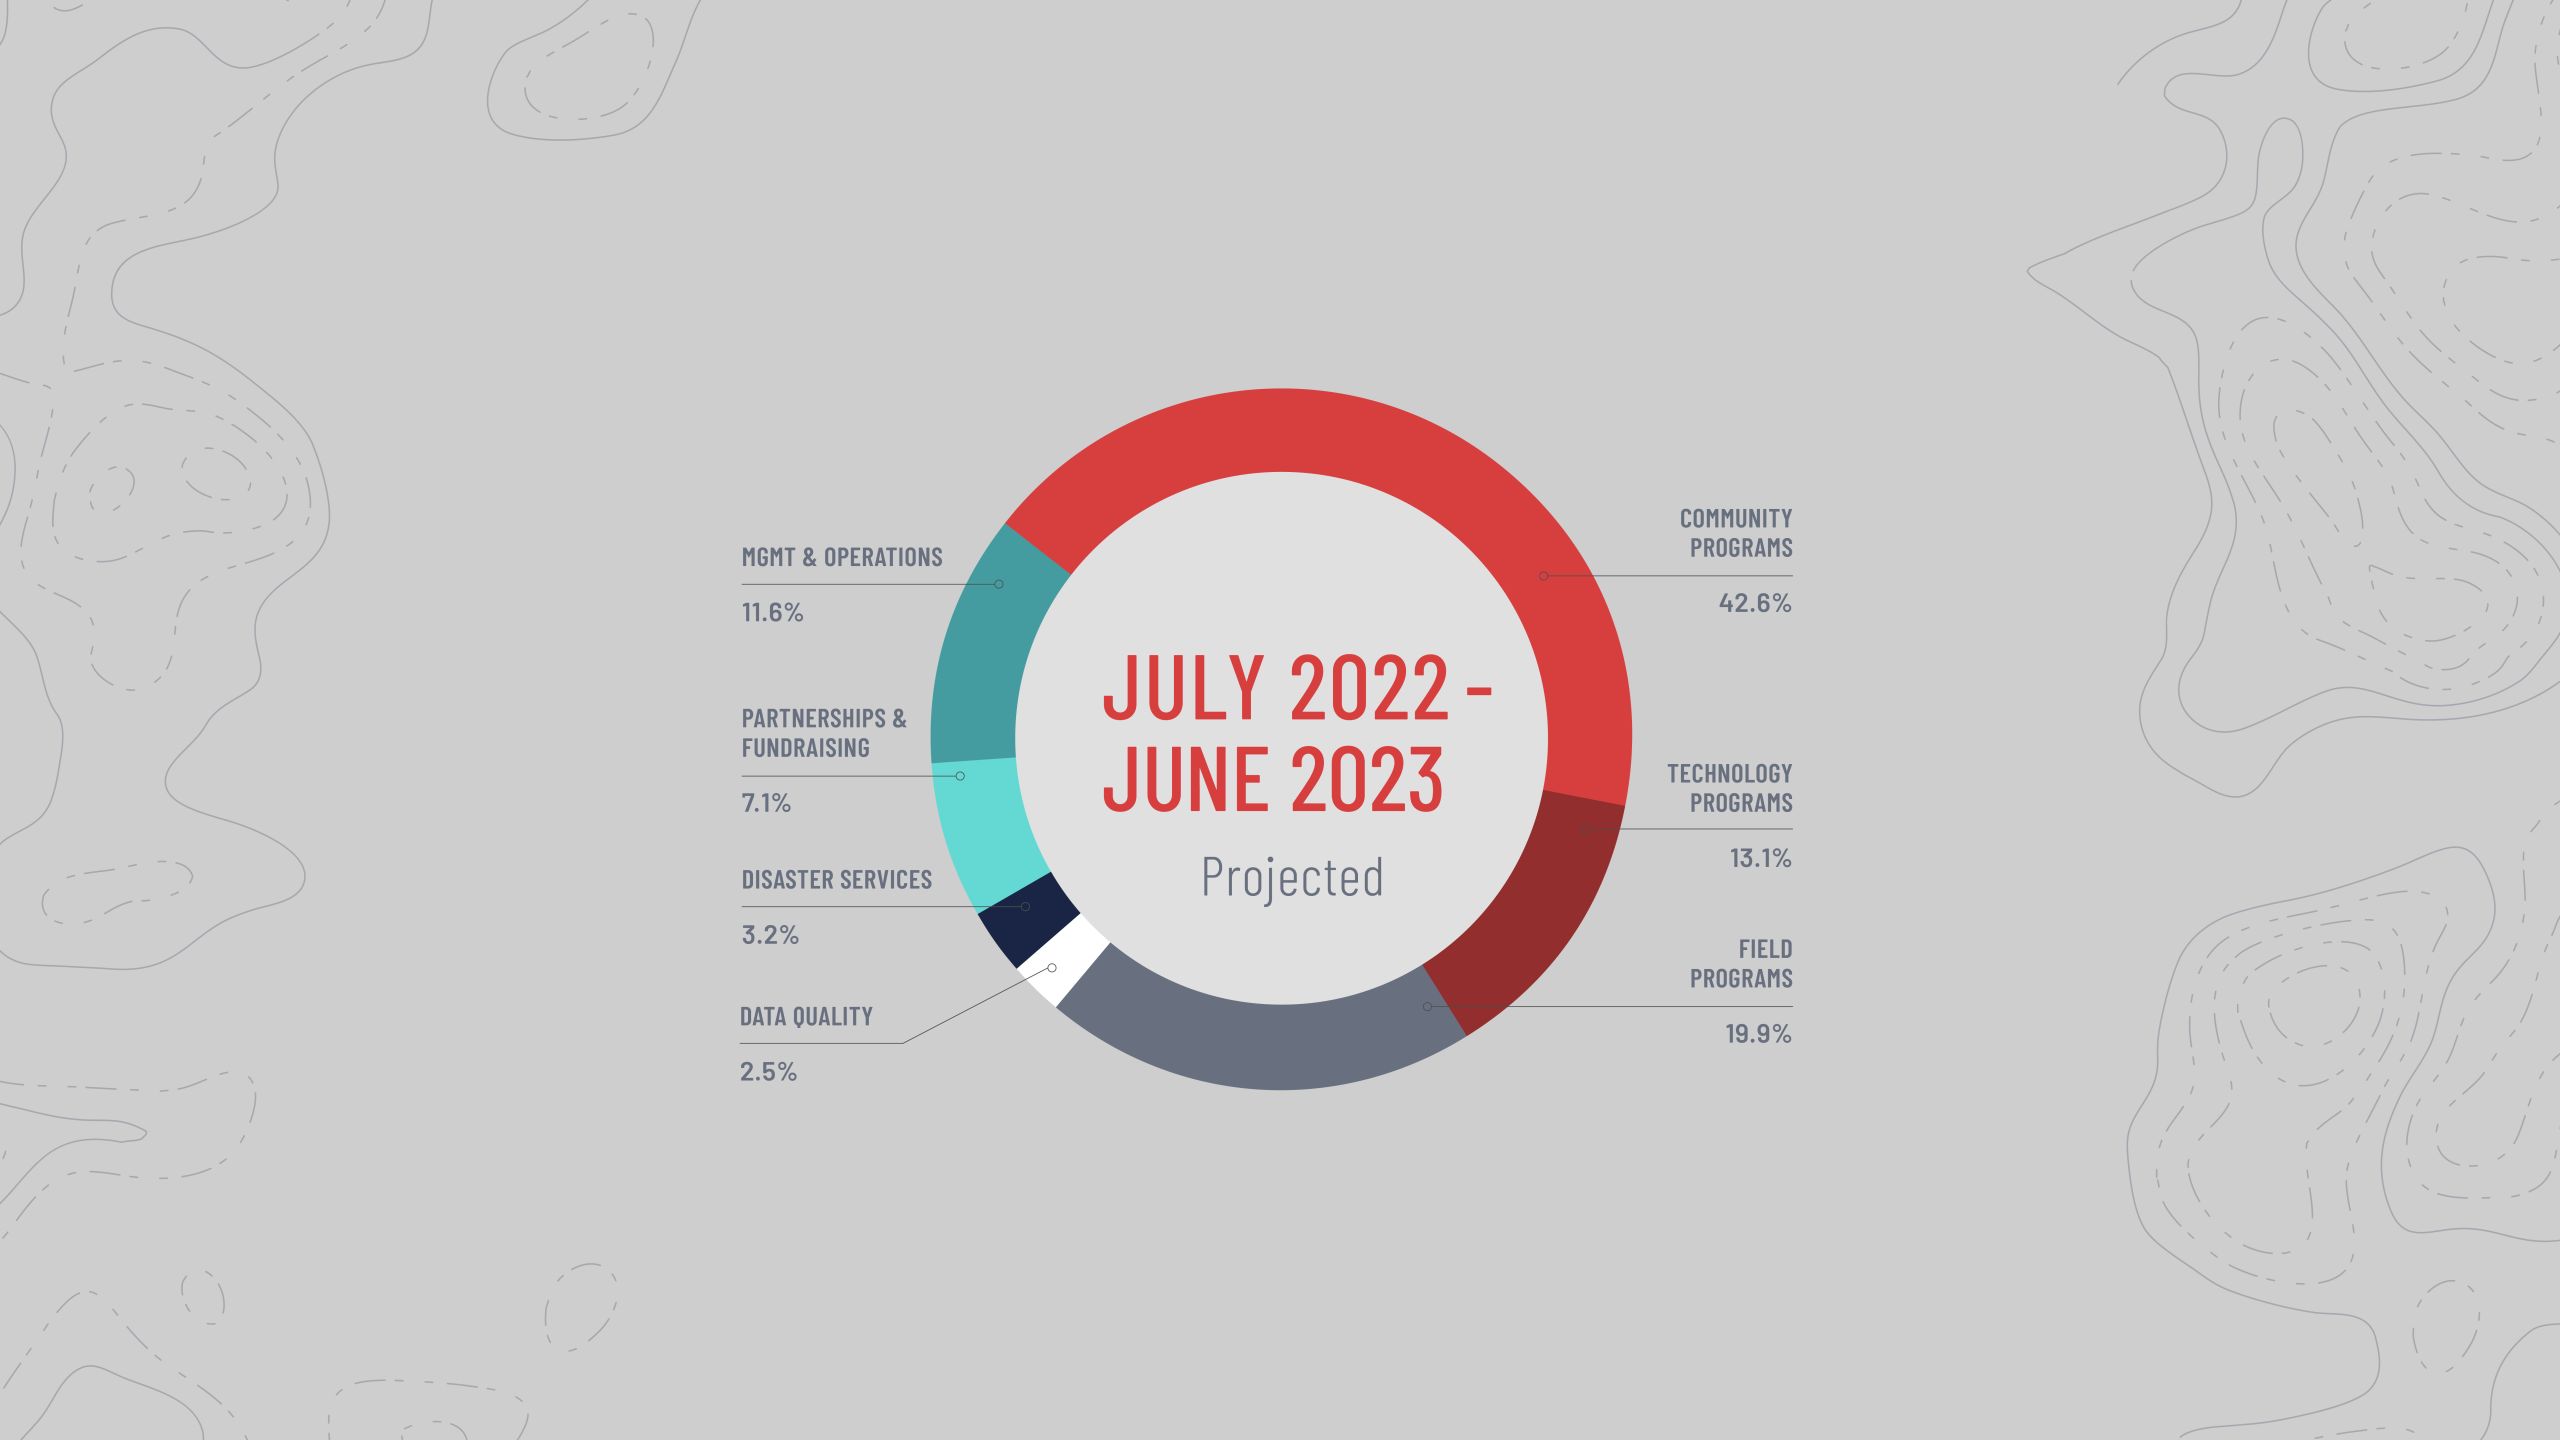 MGMT & OPERATIONS
11.6%
PARTNERSHIPS &
FUNDRAISING
7.1%
DISASTER SERVICES
3.2%
DATA QUALITY
2.5%
JULY 2022 -
JUNE 2023
Projected
COMMUNITY
PROGRAMS
42.6%
TECHNOLOGY
PROGRAMS
13.1%
FIELD
PROGRAMS
19.9%